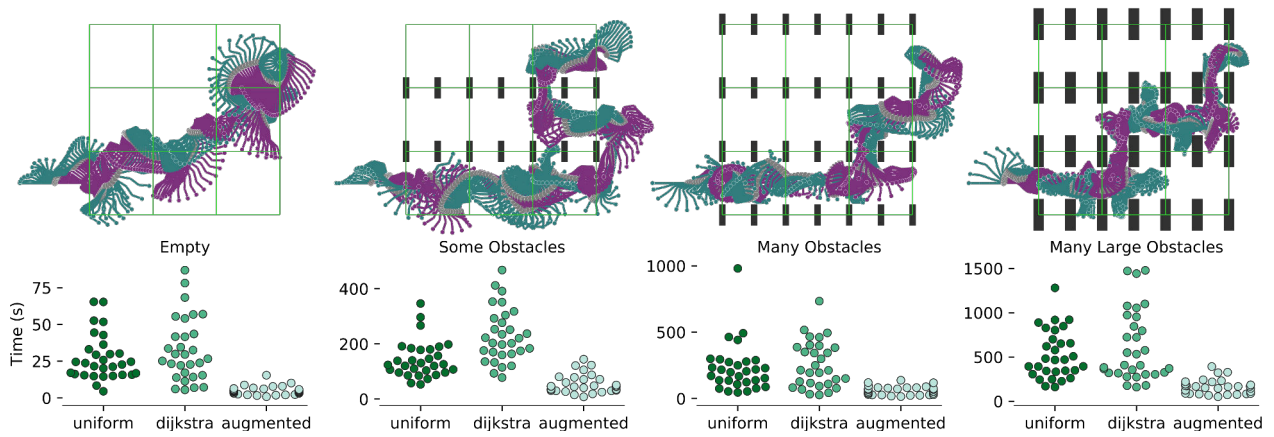 Empty
Some Obstacles
Many Obstacles
Many Large Obstacles
Time (s)
75
50
25
0
uniform
dijkstra
augmented
400
200
0
uniform
dijkstra
augmented
1000
500
0
uniform
dijkstra
augmented
1500
1000
500
0
uniform
dijkstra
augmented